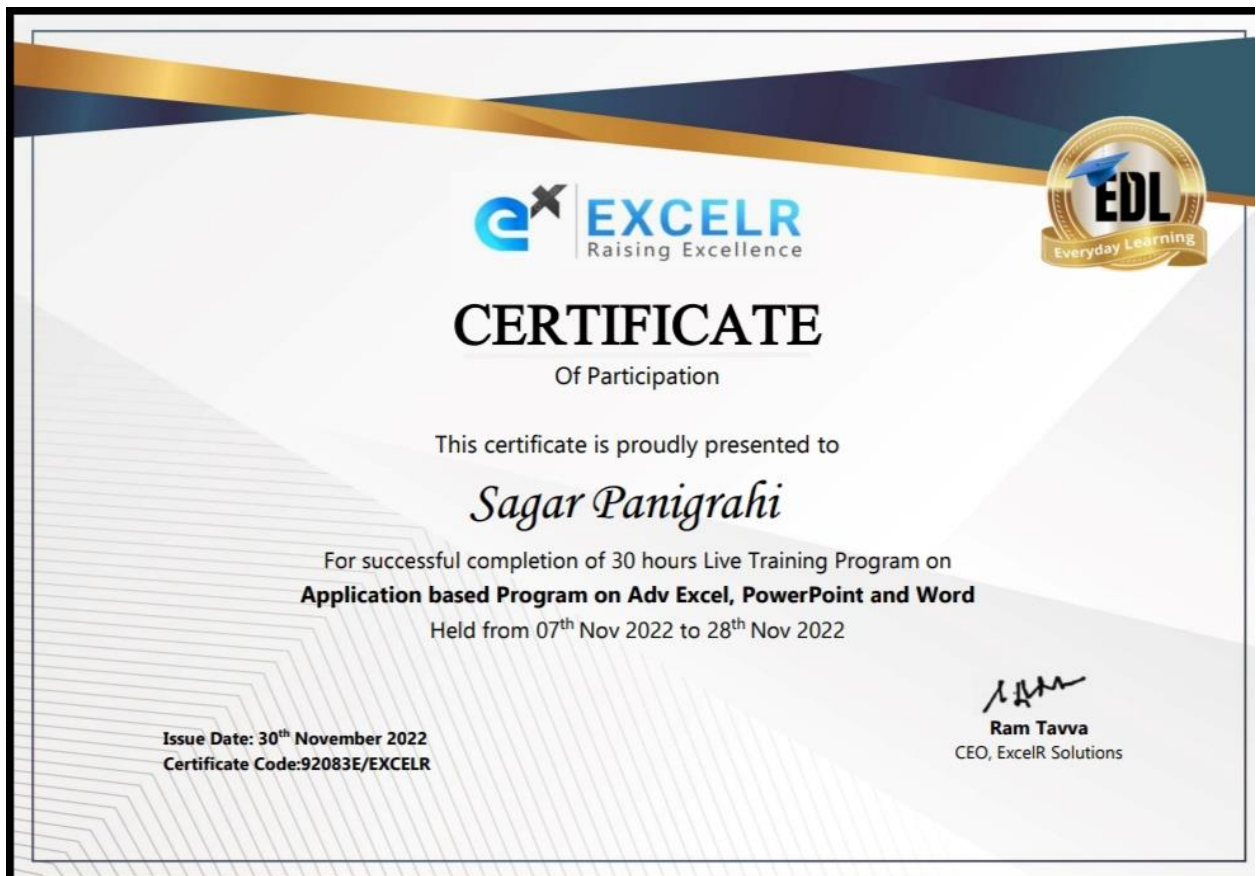 ex EXCELR
Raising Excellence
EDL
Everyday Learning
CERTIFICATE
Of Participation
This certificate is proudly presented to
Sagar Panigrahi
For successful completion of 30 hours Live Training Program on
Application based Program on Adv Excel, PowerPoint and Word
Held from 07th Nov 2022 to 28th Nov 2022
Issue Date: 30th November 2022
Certificate Code:92083E/EXCELR
Ram Tavva
CEO, ExcelR Solutions